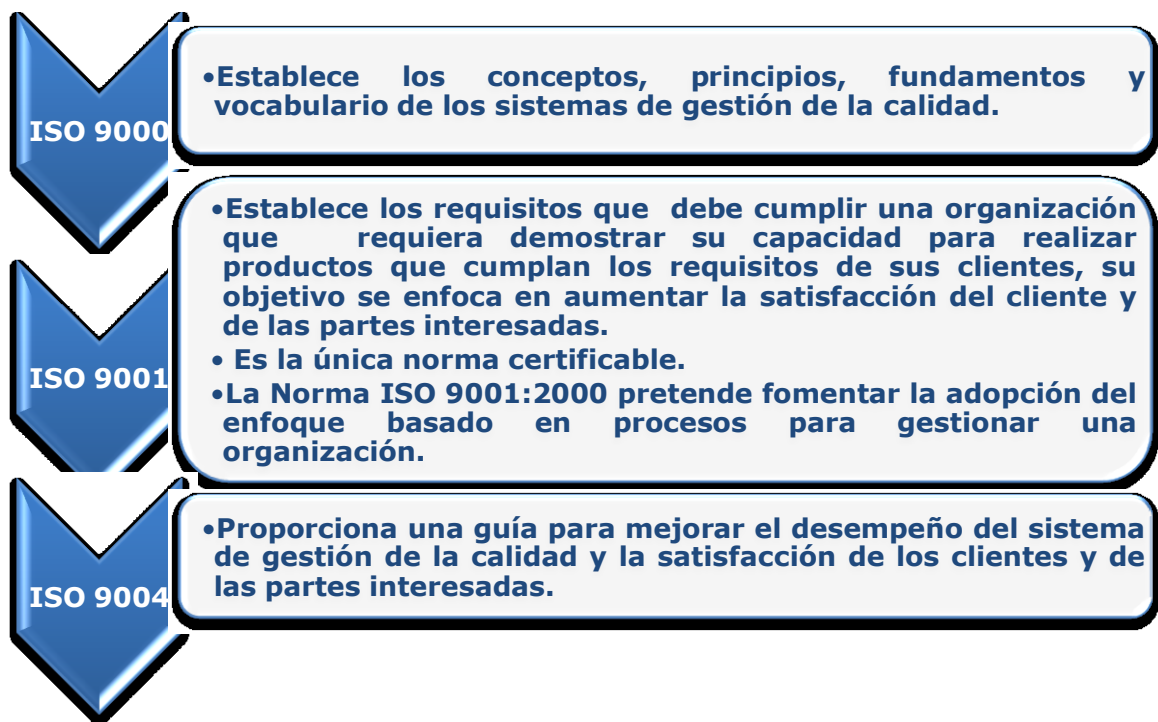 ISO 9000
•Establece los conceptos, principios, fundamentos y
vocabulario de los sistemas de gestión de la calidad.
ISO 9001
•Establece los requisitos que debe cumplir una organización
que requiera demostrar su capacidad para realizar
productos que cumplan los requisitos de sus clientes, su
objetivo se enfoca en aumentar la satisfacción del cliente y
de las partes interesadas.
• Es la única norma certificable.
•La Norma ISO 9001:2000 pretende fomentar la adopción del
enfoque basado en procesos para gestionar una
organización.
ISO 9004
•Proporciona una guía para mejorar el desempeño del sistema
de gestión de la calidad y la satisfacción de los clientes y de
las partes interesadas.